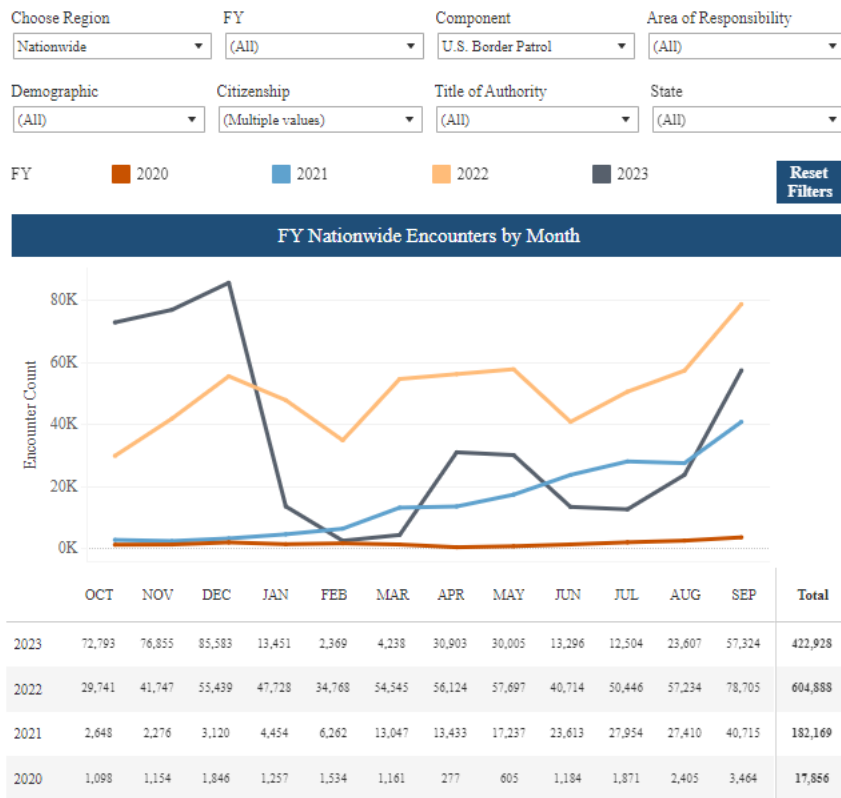 Choose Region FY Component Area of Responsibility
Nationwide (All) U.S. Border Patrol (All)
Demographic Citizenship Title of Authority State
(All) (Multiple values) (All) (All)
FY 2020 2021 2022 2023 Reset
Filters
FY Nationwide Encounters by Month
Encounter Count
80K
60K
40K
20K
0K
OCT NOV DEC JAN FEB MAR APR MAY JUN JUL AUG SEP Total
2023 72,793 76,855 85,583 13,451 2,369 4,238 30,903 30,005 13,296 12,504 23,607 57,324 422,928
2022 29,741 41,747 55,439 47,728 34,768 54,545 56,124 57,697 40,714 50,446 57,234 78,705 604,888
2021 2,648 2,276 3,120 4,454 6,262 13,047 13,433 17,237 23,613 27,954 27,410 40,715 182,169
2020 1,098 1,154 1,846 1,257 1,534 1,161 277 605 1,184 1,871 2,405 3,464 17,856